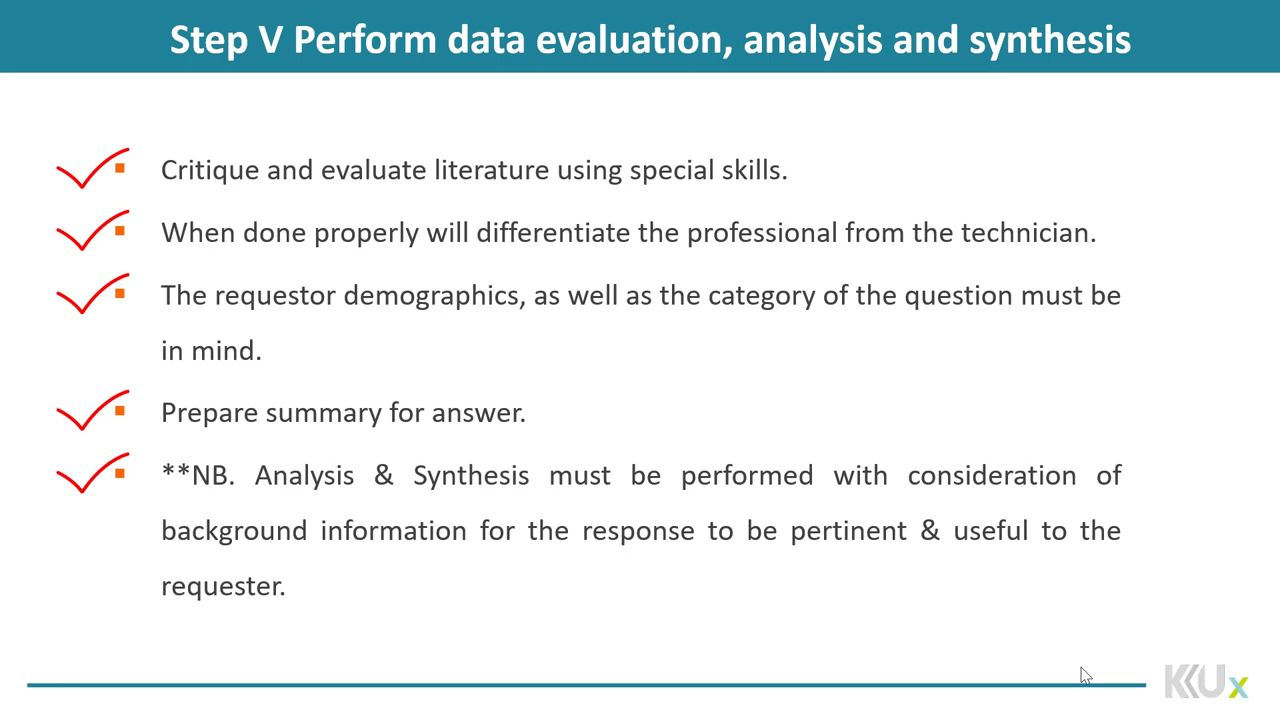 Step V Perform data evaluation, analysis and synthesis
Critique and evaluate literature using special skills.
When done properly will differentiate the professional from the technician.
The requestor demographics, as well as the category of the question must be
in mind.
Prepare summary for answer.
**NB. Analysis & Synthesis must be performed with consideration of
background information for the response to be pertinent & useful to the
requester.
KKUx